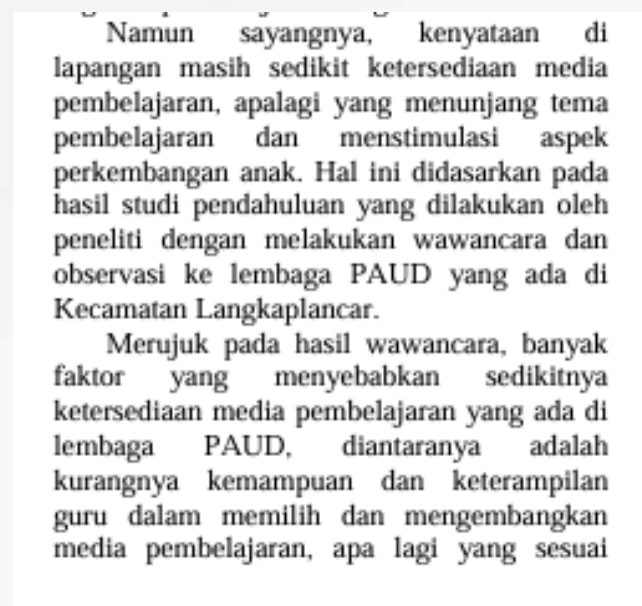 Namun sayangnya, kenyataan di
lapangan masih sedikit ketersediaan media
pembelajaran, apalagi yang menunjang tema
pembelajaran dan menstimulasi aspek
perkembangan anak. Hal ini didasarkan pada
hasil studi pendahuluan yang dilakukan oleh
peneliti dengan melakukan wawancara dan
observasi ke lembaga PAUD yang ada di
Kecamatan Langkaplancar.
Merujuk pada hasil wawancara, banyak
faktor yang menyebabkan sedikitnya
ketersediaan media pembelajaran yang ada di
lembaga PAUD, diantaranya adalah
kurangnya kemampuan dan keterampilan
guru dalam memilih dan mengembangkan
media pembelajaran, apa lagi yang sesuai